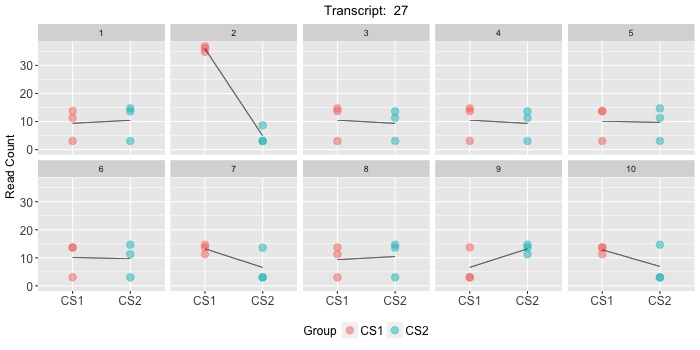 Transcript: 27
1 2 3 4 5
30
20
10
0
Read Count
6 7 8 9 10
30
20
10
0
CS1 CS2 CS1 CS2 CS1 CS2 CS1 CS2 CS1 CS2
Group CS1 CS2